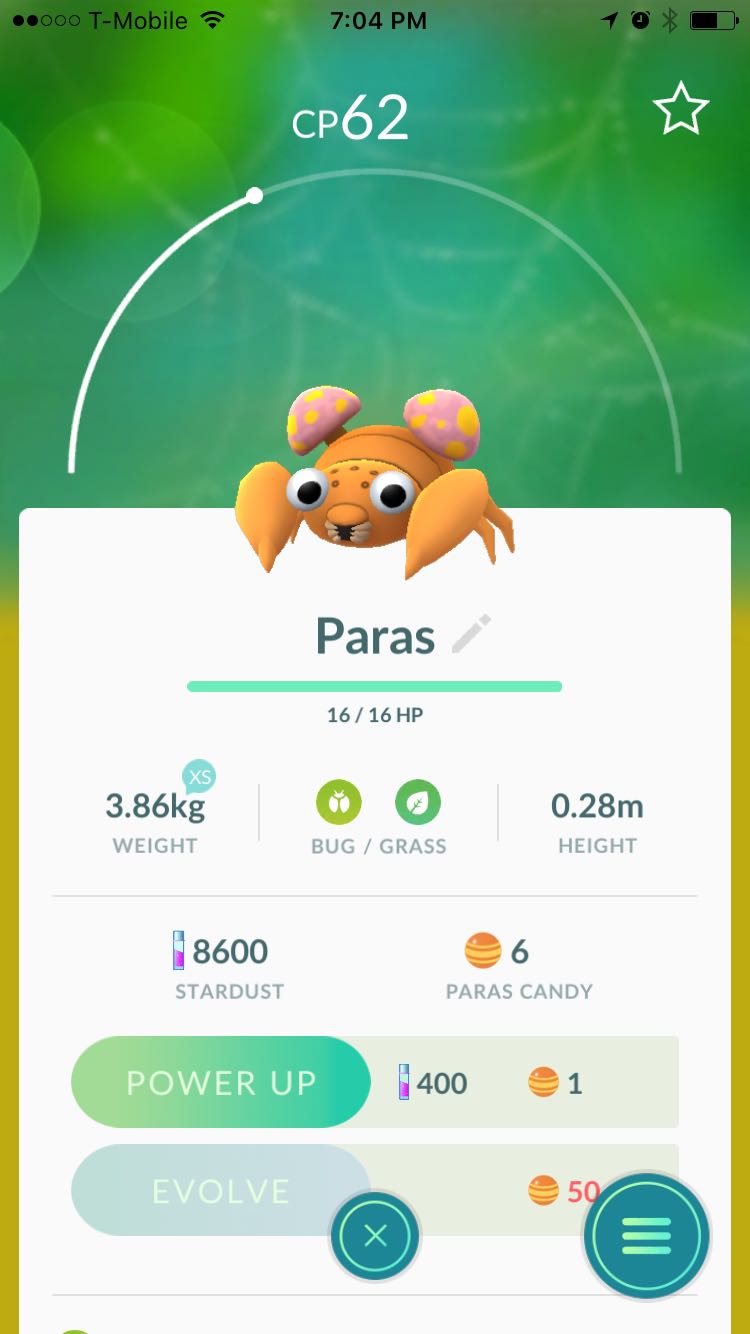 T-Mobile 7:04 PM
CP62
Paras
16 / 16 HP
XS
3.86kg
WEIGHT
BUG / GRASS
0.28m
HEIGHT
8600
STARDUST
6
PARAS CANDY
POWER UP 400 1
EVOLVE 50